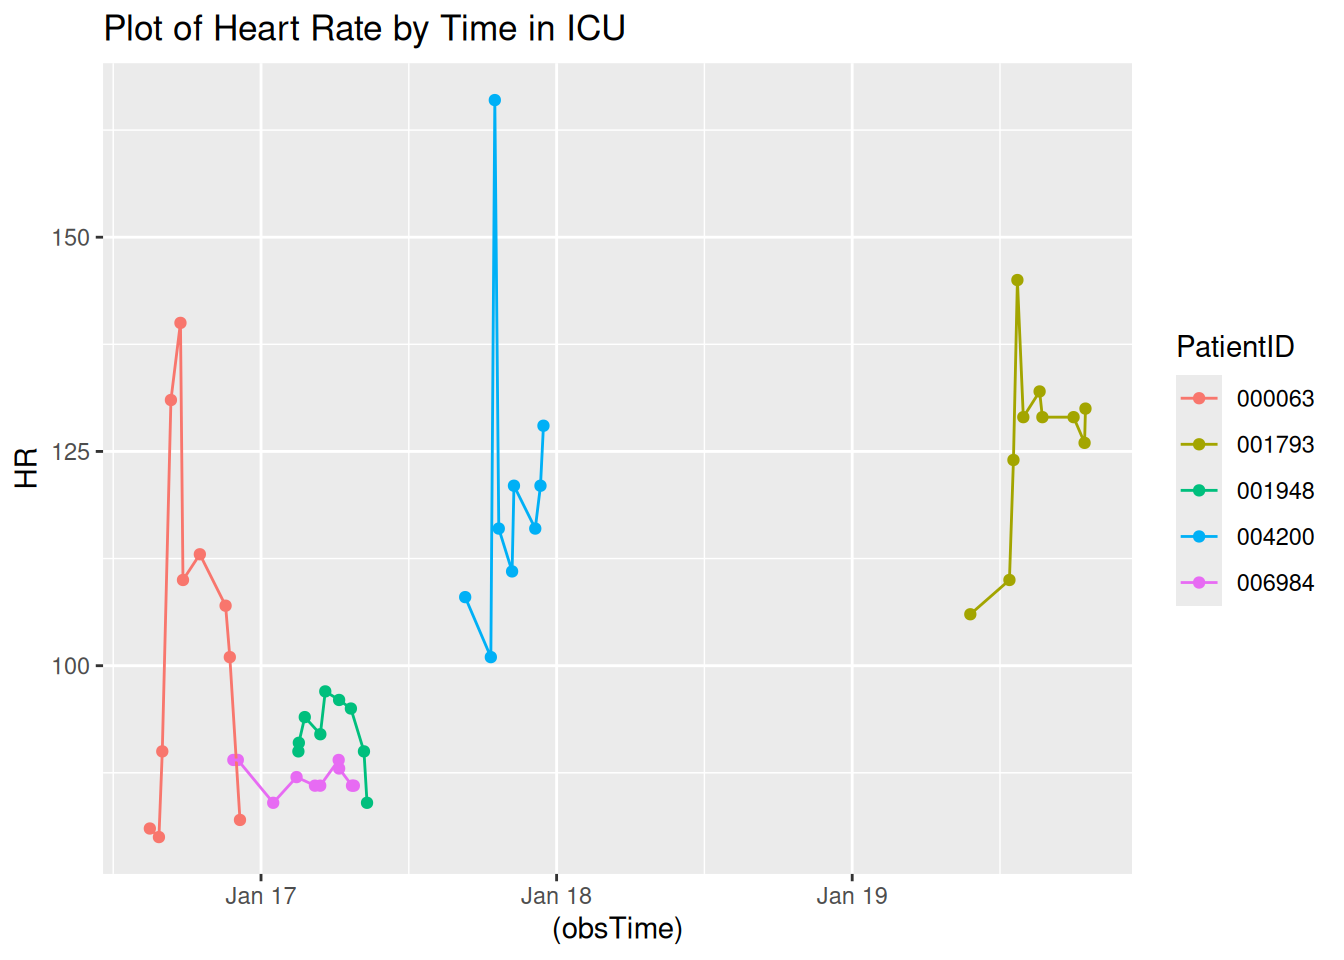 Plot of Heart Rate by Time in ICU
HR
150
125
100
Jan 17
Jan 18
Jan 19
(obsTime)
PatientID
000063
001793
001948
004200
006984